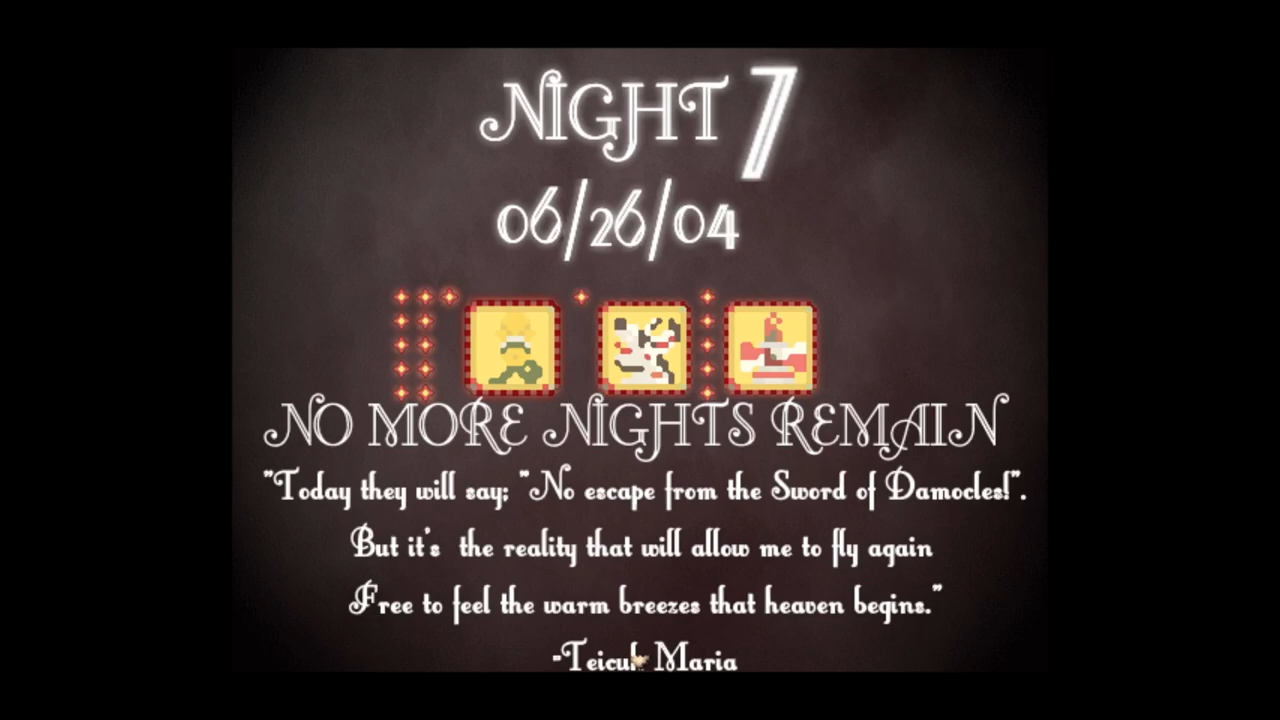 NIGHT 7
06/26/04
NO MORE NIGHTS REMAIN
"Today they will say; "No escape from the Sword of Damocles!".
But it's the reality that will allow me to fly again
Free to feel the warm breezes that heaven begins."
Maria